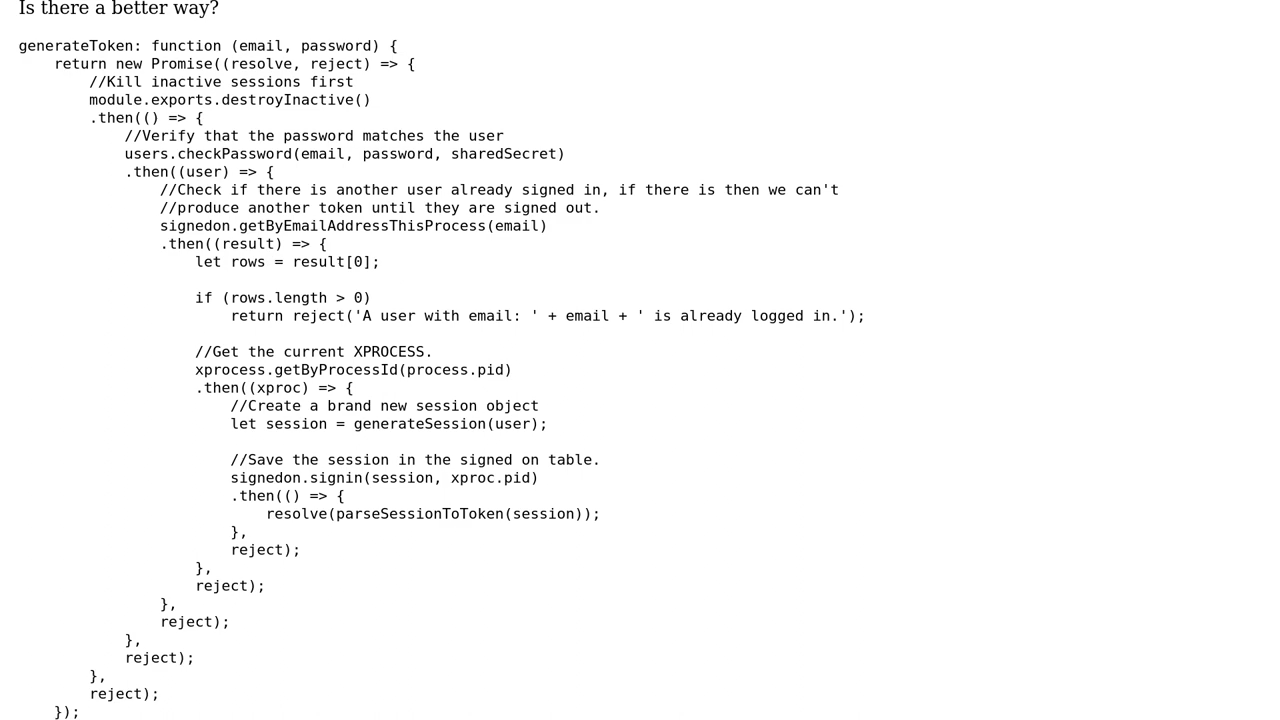 Is there a better way?
generateToken: function (email, password) {
    return new Promise((resolve, reject) => {
        //Kill inactive sessions first
        module.exports.destroyInactive()
        .then(() => {
            //Verify that the password matches the user
            users.checkPassword(email, password, sharedSecret)
            .then((user) => {
                //Check if there is another user already signed in, if there is then we can't
                //produce another token until they are signed out.
                signedon.getByEmailAddressThisProcess(email)
                .then((result) => {
                    let rows = result[0];

                    if (rows.length > 0)
                        return reject('A user with email: ' + email + ' is already logged in.');

                    //Get the current XPROCESS.
                    xprocess.getByProcessId(process.pid)
                    .then((xproc) => {
                        //Create a brand new session object
                        let session = generateSession(user);

                        //Save the session in the signed on table.
                        signedon.signin(session, xproc.pid)
                        .then(() => {
                            resolve(parseSessionToToken(session));
                        },
                        reject);
                    },
                    reject);
                },
                reject);
            },
            reject);
        },
        reject);
    });